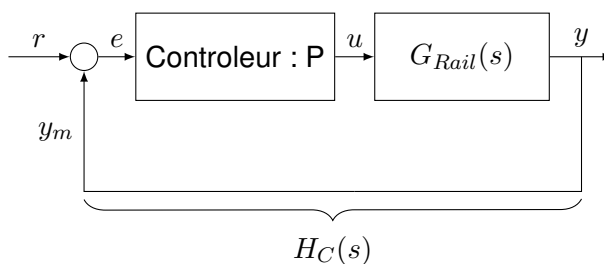 r
e
Controleur : P
u
G_{Rail}(s)
y
y_m
H_C(s)